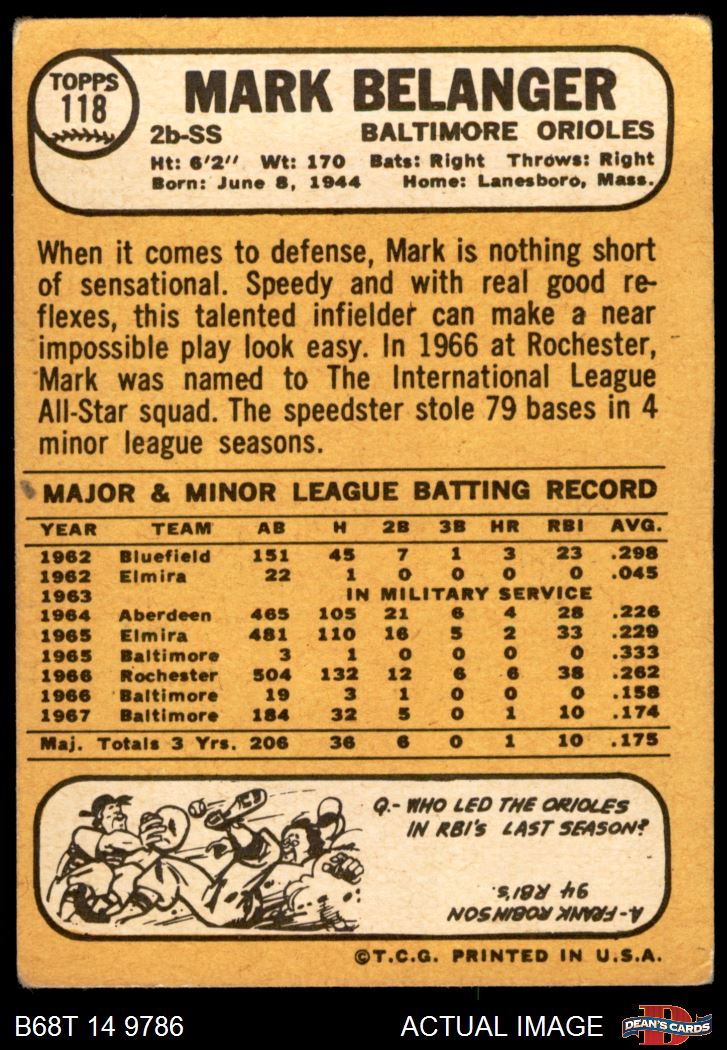 TOPPS
118
MARK BELANGER
2b-SS BALTIMORE ORIOLES
Ht: 6'2" Wt: 170 Bats: Right Throws: Right
Born: June 8, 1944 Home: Lanesboro, Mass.
When it comes to defense, Mark is nothing short
of sensational. Speedy and with real good re-
flexes, this talented infielder can make a near
impossible play look easy. In 1966 at Rochester,
Mark was named to The International League
All-Star squad. The speedster stole 79 bases in 4
minor league seasons.
MAJOR & MINOR LEAGUE BATTING RECORD
YEAR TEAM AB H 2B 3B HR RBI AVG.
1962 Bluefield 151 45 7 1 3 23 .298
1962 Elmira 22 1 0 0 0 0 .045
1963 IN MILITARY SERVICE
1964 Aberdeen 465 105 21 6 4 28 .226
1965 Elmira 481 110 16 5 2 33 .229
1965 Baltimore 3 1 0 0 0 0 .333
1966 Rochester 504 132 12 6 6 38 .262
1966 Baltimore 19 3 1 0 0 0 .158
1967 Baltimore 184 32 5 0 1 10 .174
Maj. Totals 3 Yrs. 206 36 6 0 1 10 .175
Q.- WHO LED THE ORIOLES
IN RBI'S LAST SEASON?
A- FRANK ROBINSON
94 RBI'S.
©T.C.G. PRINTED IN U.S.A.
B68T 14 9786 ACTUAL IMAGE DEAN'S CARDS